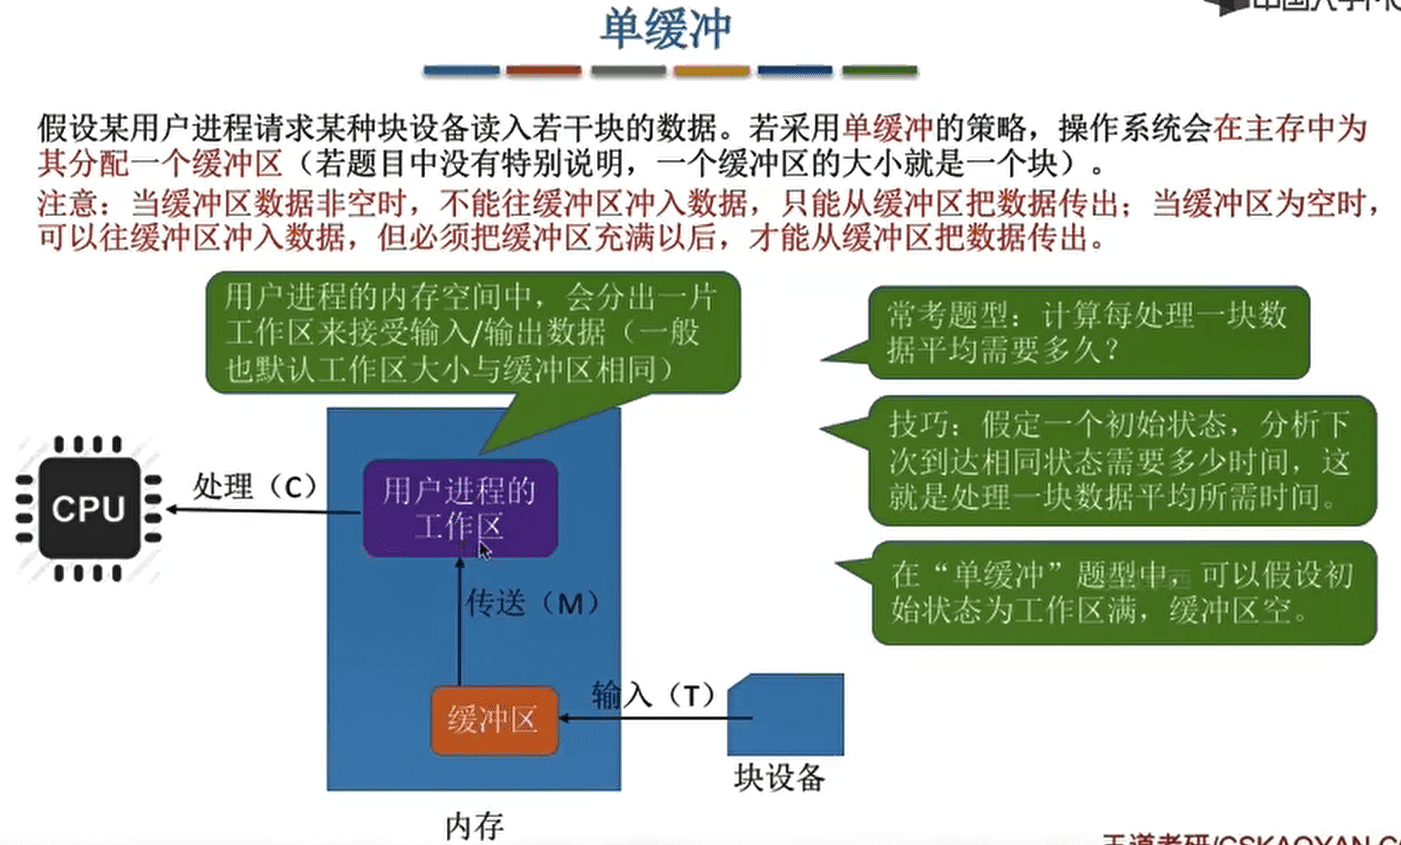 单缓冲
假设某用户进程请求某种块设备读入若干块的数据。若采用单缓冲的策略，操作系统会在主存中为
其分配一个缓冲区（若题目中没有特别说明，一个缓冲区的大小就是一个块）。
注意：当缓冲区数据非空时，不能往缓冲区冲入数据，只能从缓冲区把数据传出；当缓冲区为空时，
可以往缓冲区冲入数据，但必须把缓冲区充满以后，才能从缓冲区把数据传出。
用户进程的内存空间中，会分出一片
工作区来接受输入/输出数据（一般
也默认工作区大小与缓冲区相同）
常考题型：计算每处理一块数
据平均需要多久？
技巧：假定一个初始状态，分析下
次到达相同状态需要多少时间，这
就是处理一块数据平均所需时间。
在“单缓冲”题型中，可以假设初
始状态为工作区满，缓冲区空。
CPU
处理（C）
用户进程的
工作区
传送（M）
缓冲区
输入（T）
块设备
内存